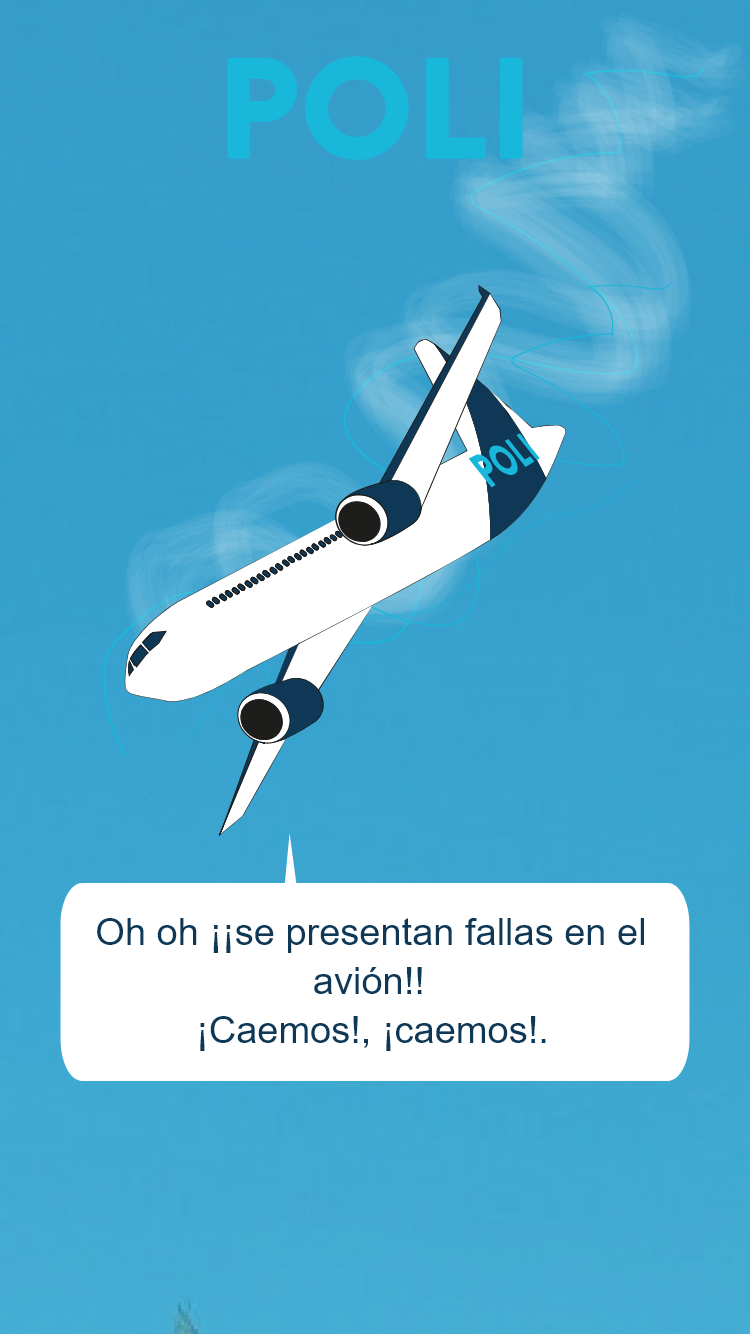 POLI
POLI
Oh oh ¡¡se presentan fallas en el
avión!!
¡Caemos!, ¡caemos!.